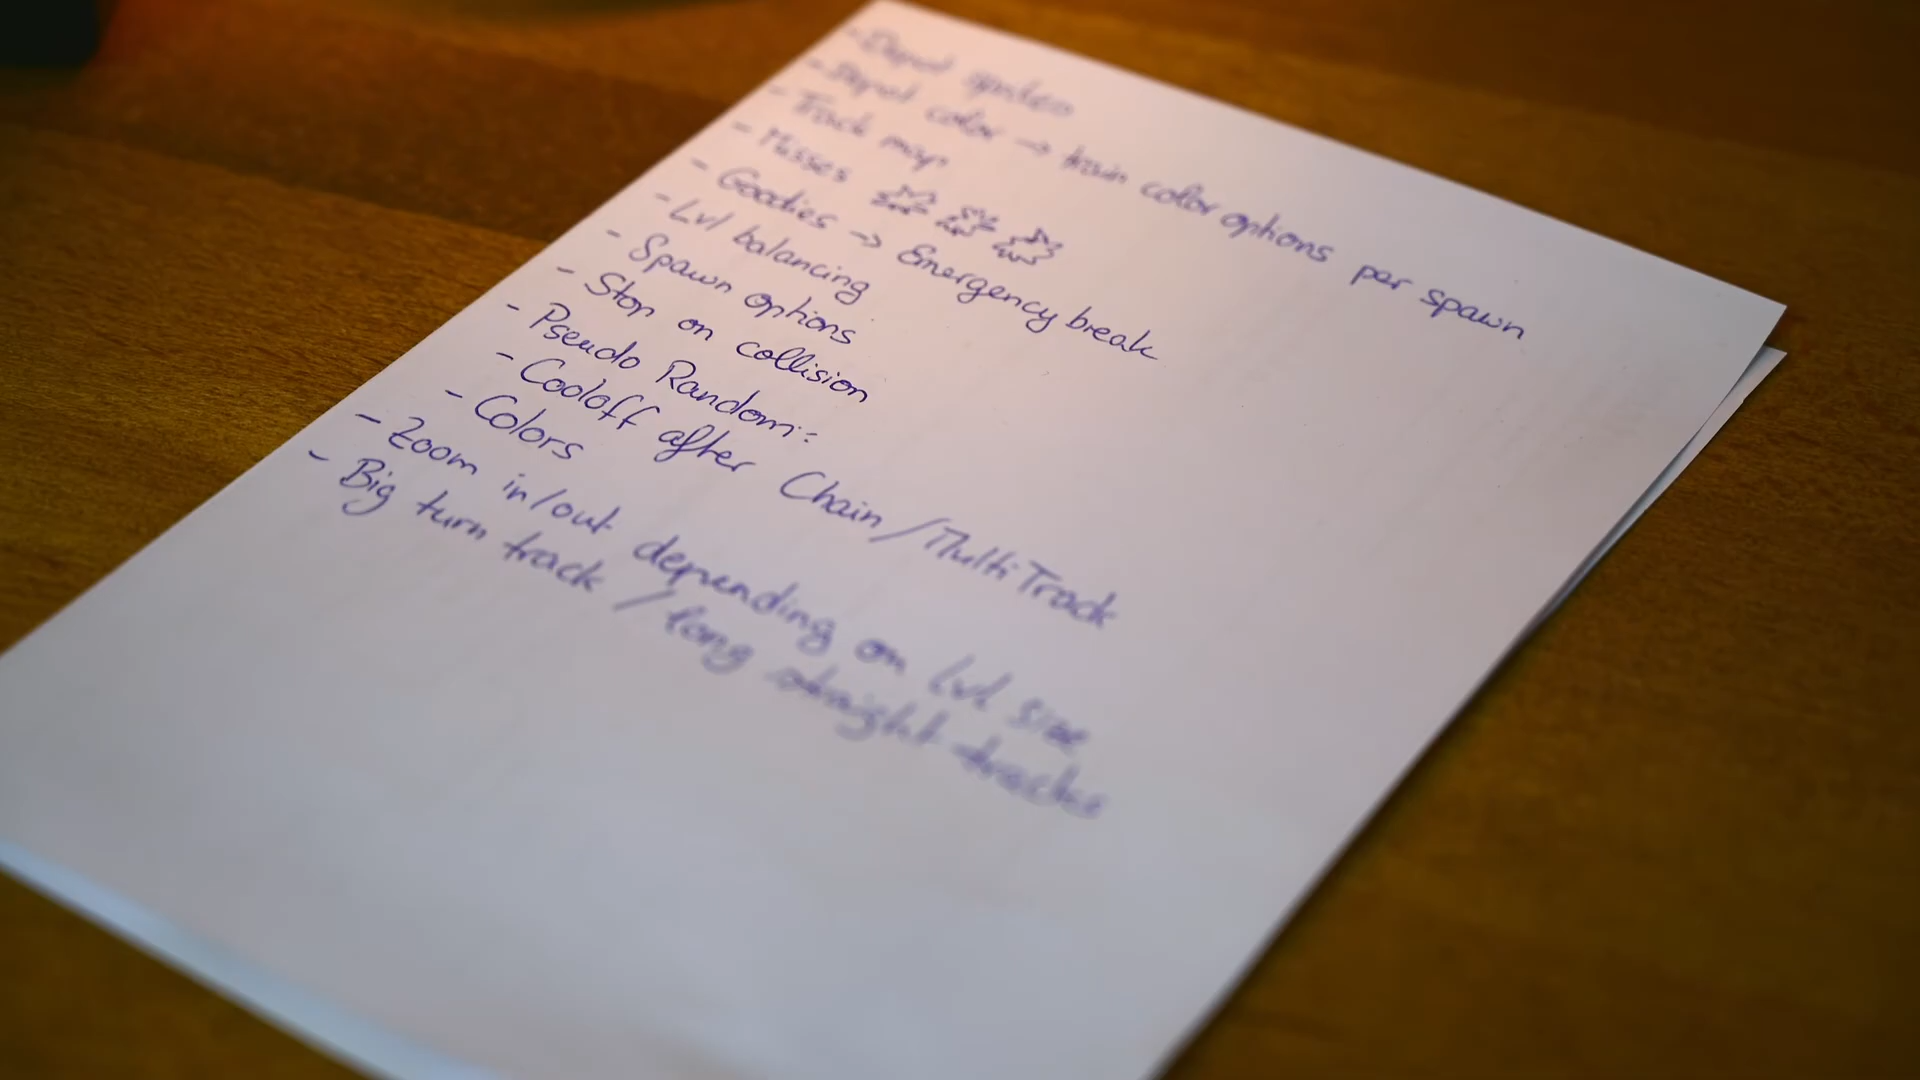 - Depot
- Depot color → train color options per spawn
- Track map
- Misses
- Goodies → Emergency break
- Lvl balancing
- Spawn options
- Stop on collision
- Pseudo Random:
- Cooloff after Chain / MultiTrack
- Colors
- Zoom in/out depending on lvl size
- Big turn track / long straight tracks